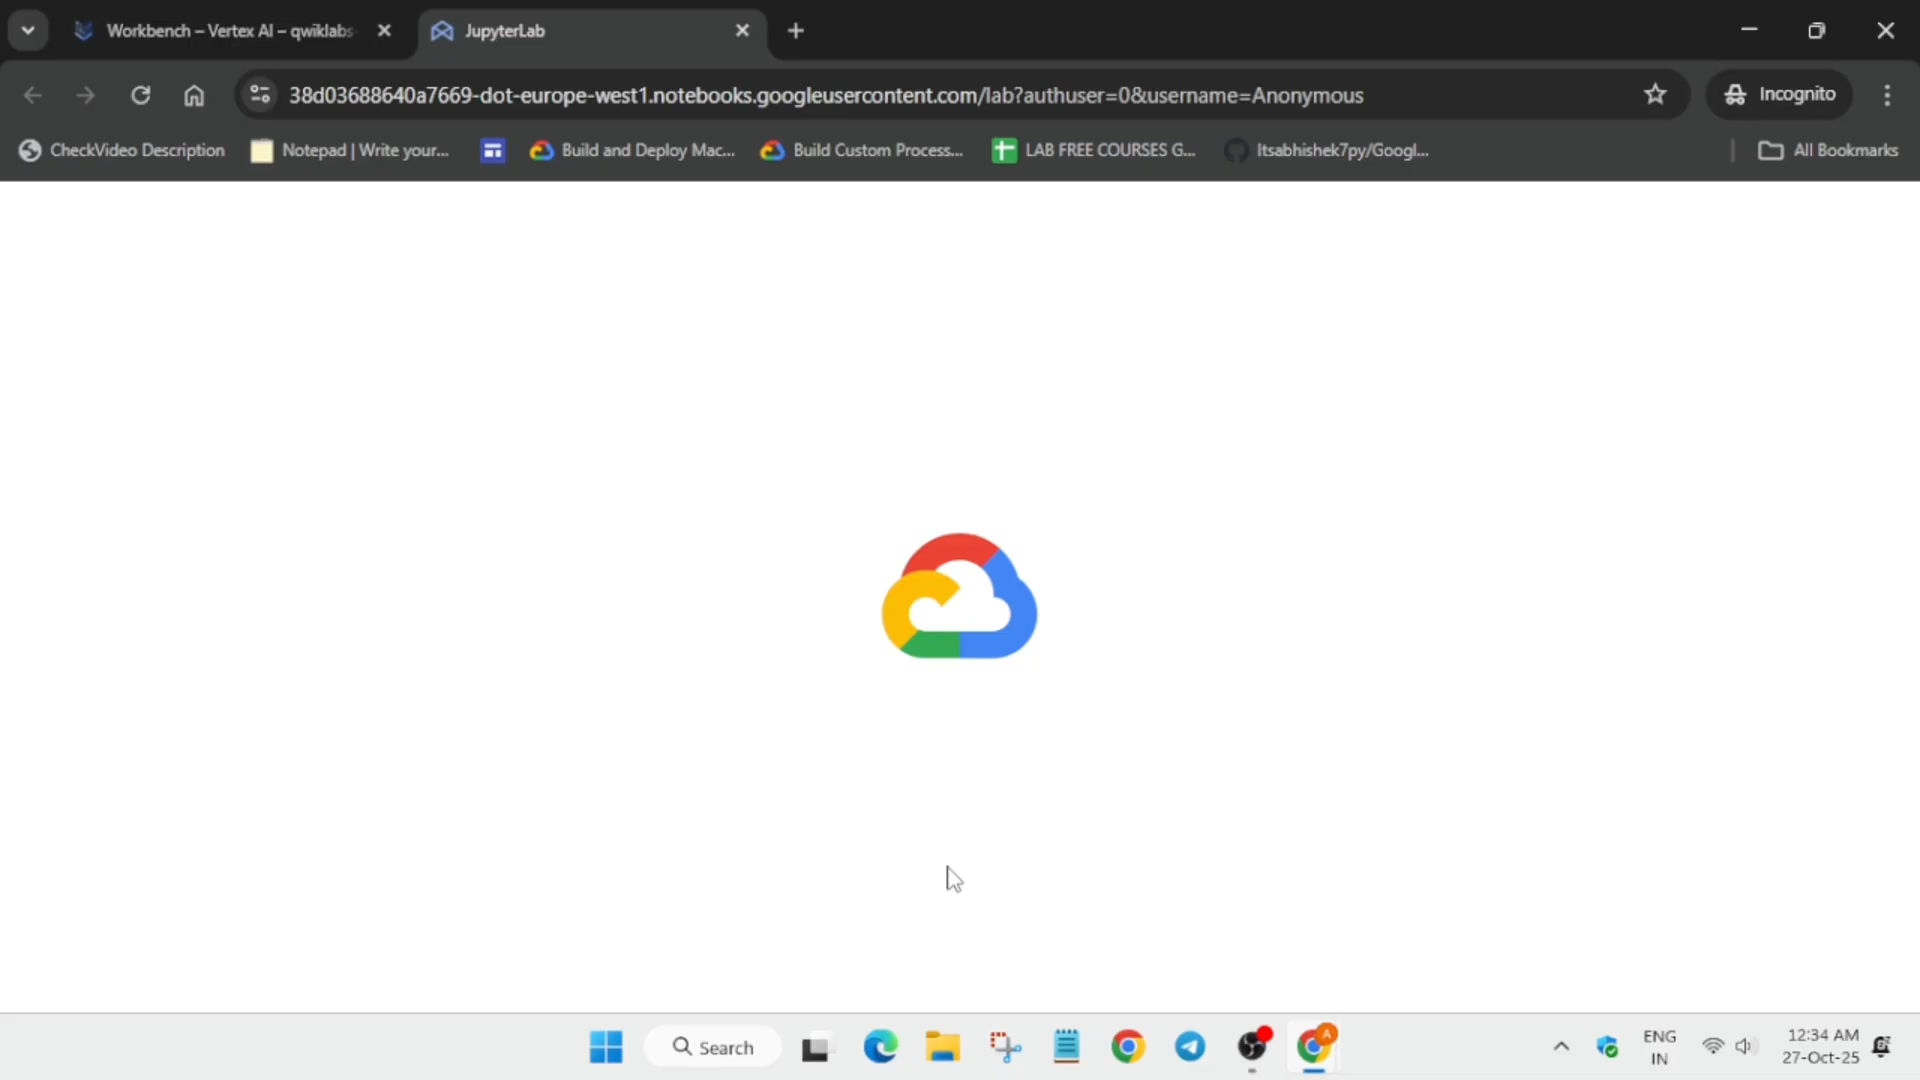 Workbench – Vertex AI – qwiklabs-
JupyterLab
38d03688640a7669-dot-europe-west1.notebooks.googleusercontent.com/lab?authuser=0&username=Anonymous
Incognito
CheckVideo Description
Notepad | Write your...
Build and Deploy Mac...
Build Custom Process...
LAB FREE COURSES G...
Itsabhishek7py/Googl...
All Bookmarks
Search
A
ENG
IN
12:34 AM
27-Oct-25